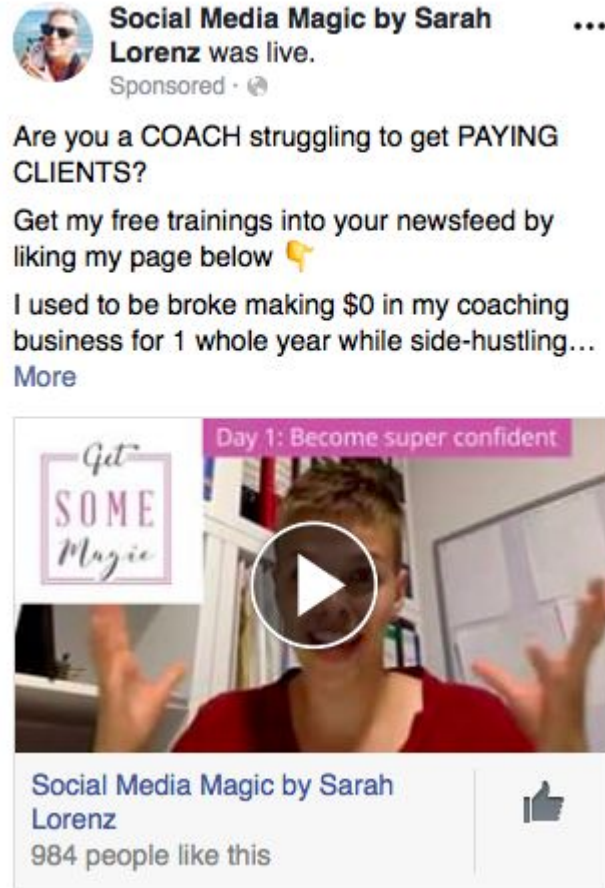 Social Media Magic by Sarah
Lorenz was live.
Sponsored ·
Are you a COACH struggling to get PAYING
CLIENTS?
Get my free trainings into your newsfeed by
liking my page below 👇
I used to be broke making $0 in my coaching
business for 1 whole year while side-hustling...
More
Day 1: Become super confident
Get
SOME
Magic
Social Media Magic by Sarah
Lorenz
984 people like this